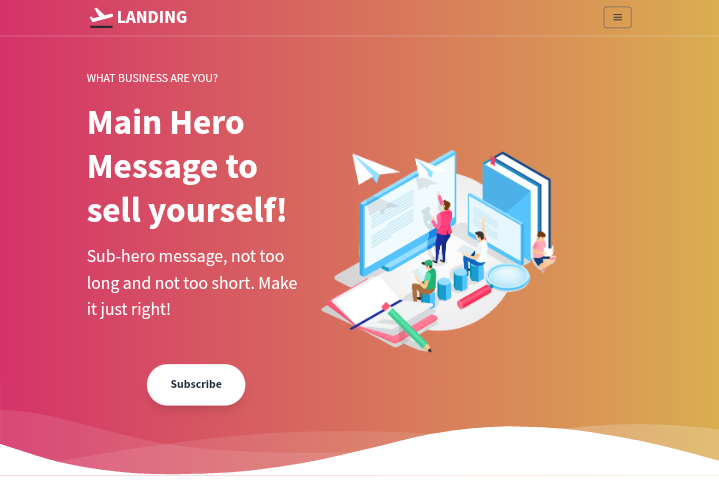 LANDING
WHAT BUSINESS ARE YOU?
Main Hero
Message to
sell yourself!
Sub-hero message, not too
long and not too short. Make
it just right!
Subscribe